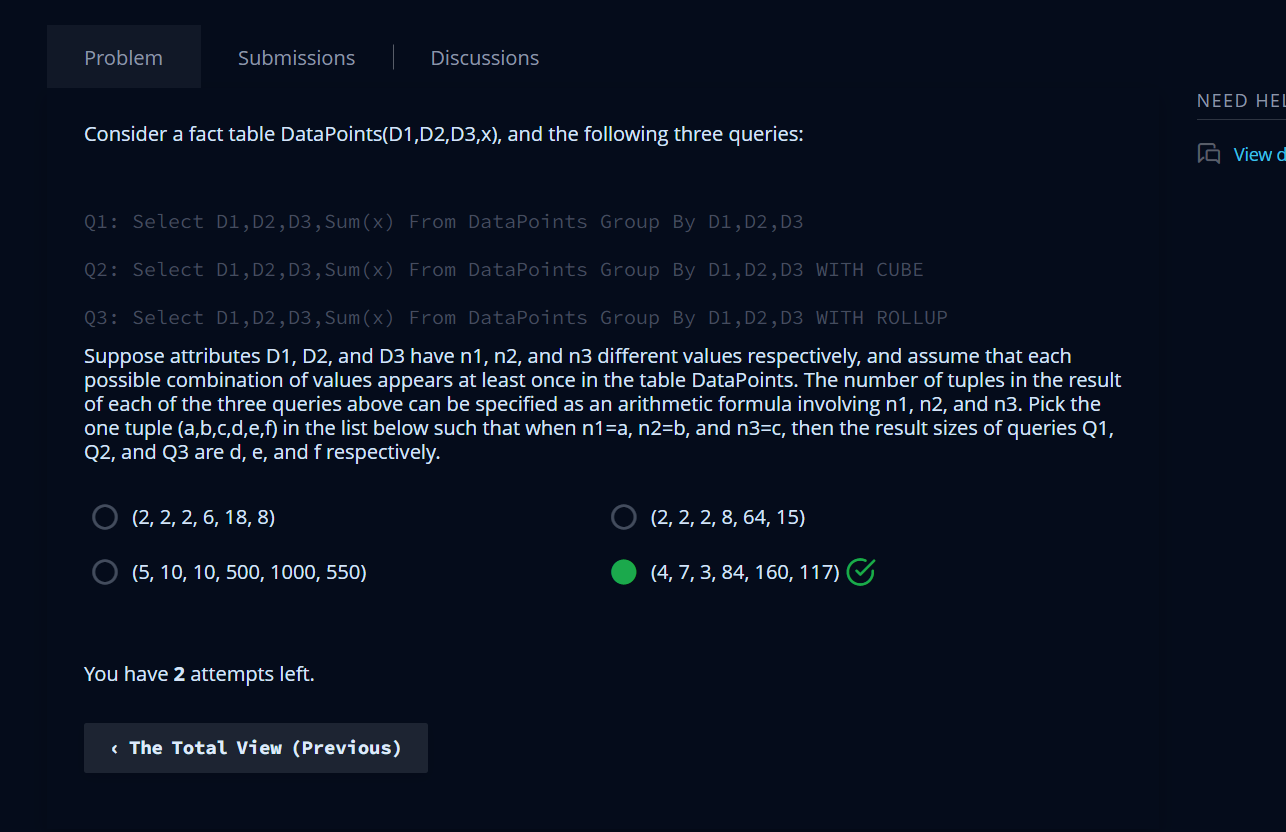 Problem
Submissions
Discussions
NEED HEL
View d
Consider a fact table DataPoints(D1,D2,D3,x), and the following three queries:
Q1: Select D1,D2,D3,Sum(x) From DataPoints Group By D1,D2,D3
Q2: Select D1,D2,D3,Sum(x) From DataPoints Group By D1,D2,D3 WITH CUBE
Q3: Select D1,D2,D3,Sum(x) From DataPoints Group By D1,D2,D3 WITH ROLLUP
Suppose attributes D1, D2, and D3 have n1, n2, and n3 different values respectively, and assume that each
possible combination of values appears at least once in the table DataPoints. The number of tuples in the result
of each of the three queries above can be specified as an arithmetic formula involving n1, n2, and n3. Pick the
one tuple (a,b,c,d,e,f) in the list below such that when n1=a, n2=b, and n3=c, then the result sizes of queries Q1,
Q2, and Q3 are d, e, and f respectively.
(2, 2, 2, 6, 18, 8)
(2, 2, 2, 8, 64, 15)
(5, 10, 10, 500, 1000, 550)
(4, 7, 3, 84, 160, 117)
You have 2 attempts left.
‹ The Total View (Previous)